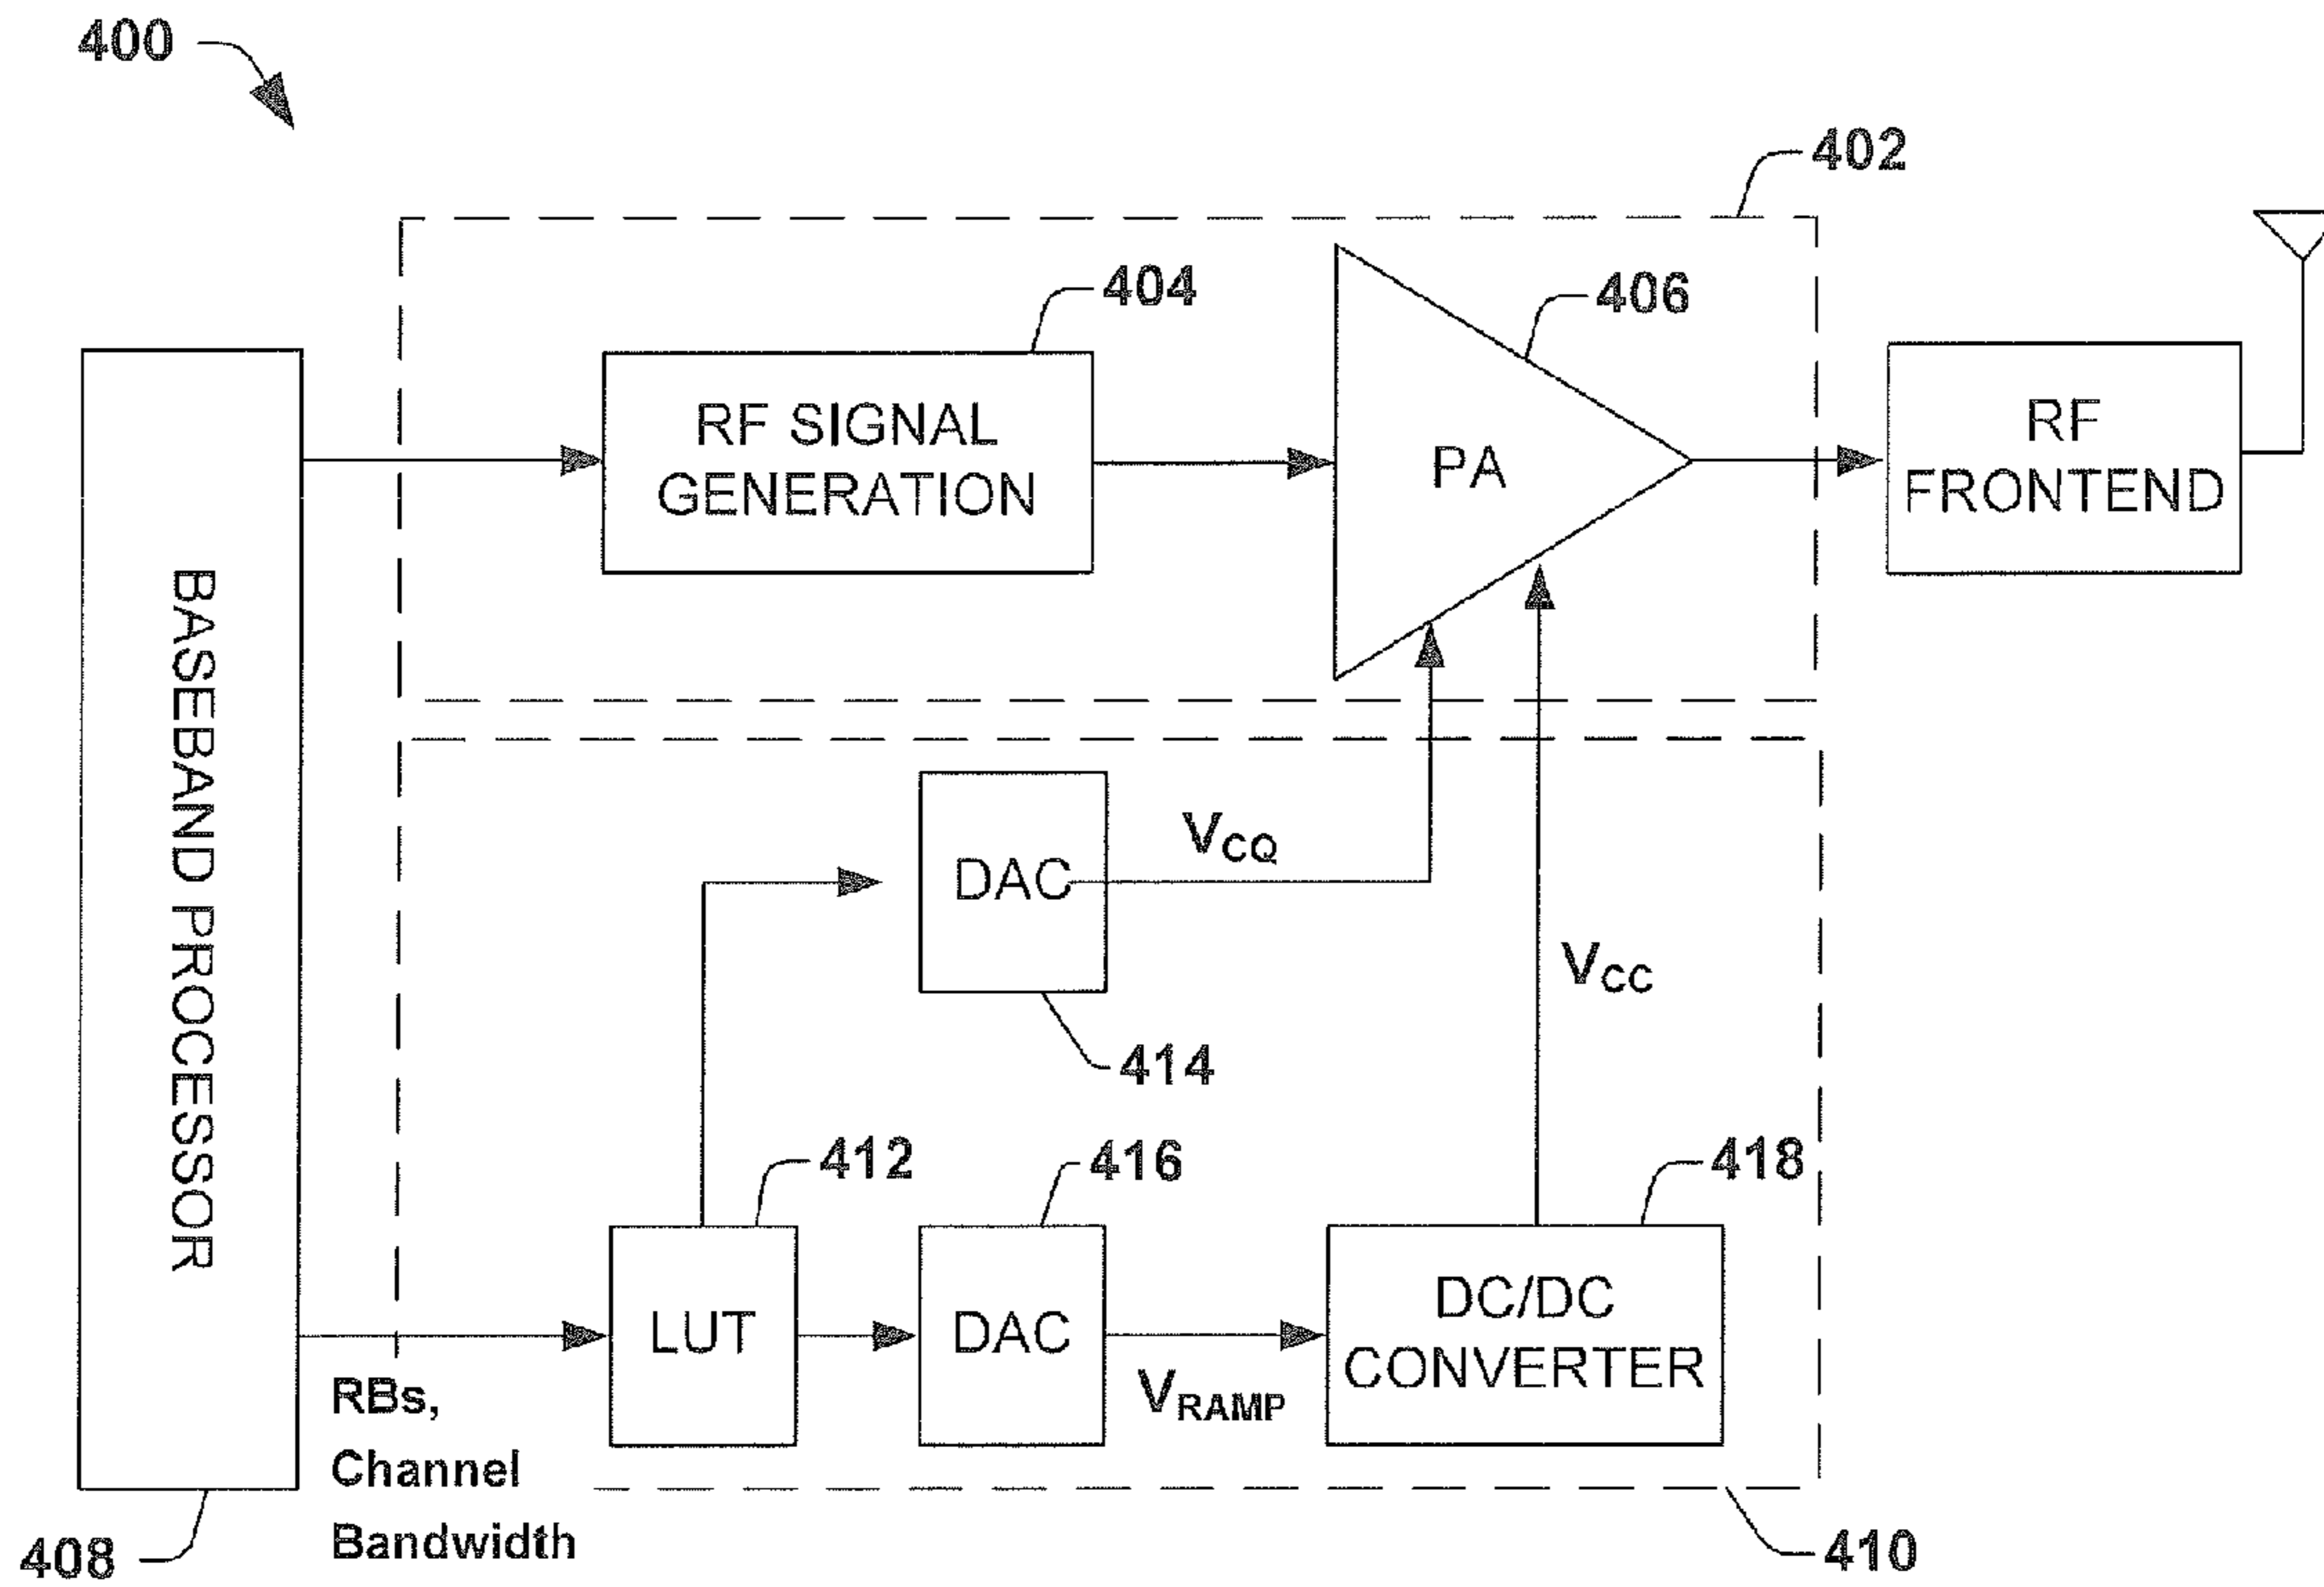 400
402
404
406
RF SIGNAL
GENERATION
PA
RF
FRONTEND
BASEBAND PROCESSOR
DAC
VCQ
VCC
414
412
416
418
LUT
DAC
VRAMP
DC/DC
CONVERTER
RBs,
Channel
Bandwidth
408
410